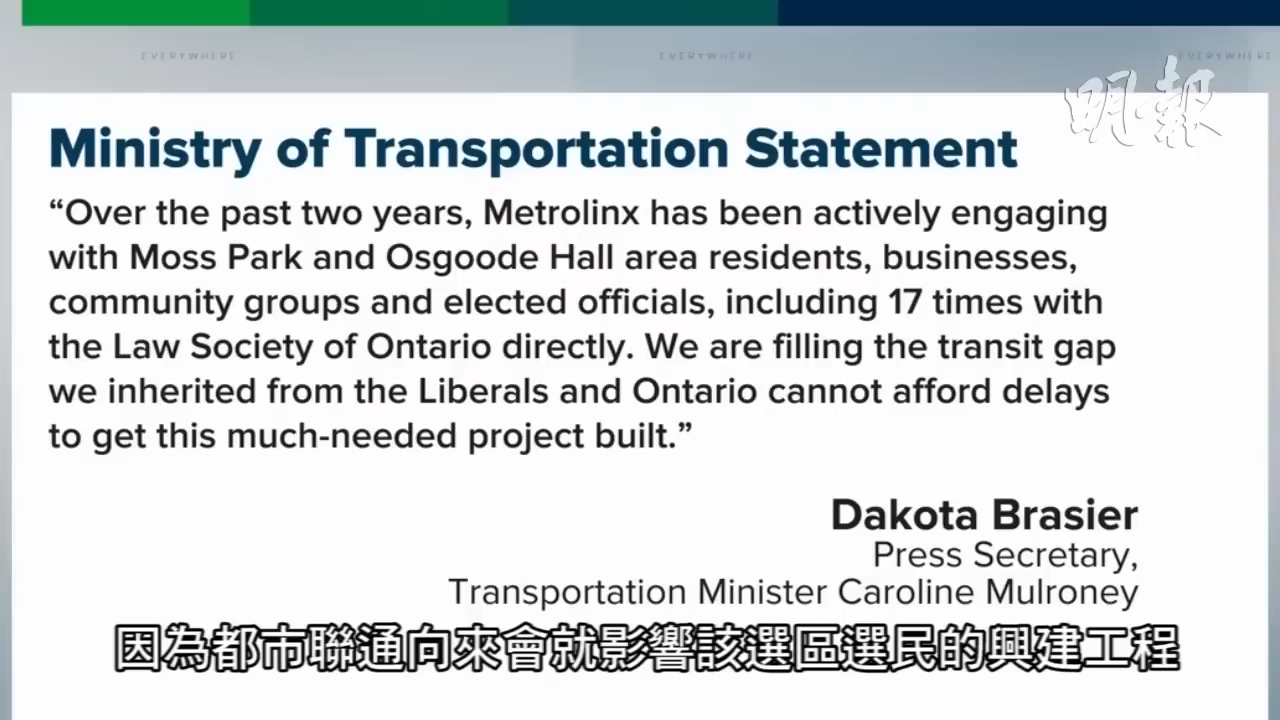 EVERYWHERE EVERYWHERE EVERYWHERE
明報
Ministry of Transportation Statement
“Over the past two years, Metrolinx has been actively engaging
with Moss Park and Osgoode Hall area residents, businesses,
community groups and elected officials, including 17 times with
the Law Society of Ontario directly. We are filling the transit gap
we inherited from the Liberals and Ontario cannot afford delays
to get this much-needed project built.”
Dakota Brasier
Press Secretary,
Transportation Minister Caroline Mulroney
因為都市聯通向來會就影響該選區選民的興建工程